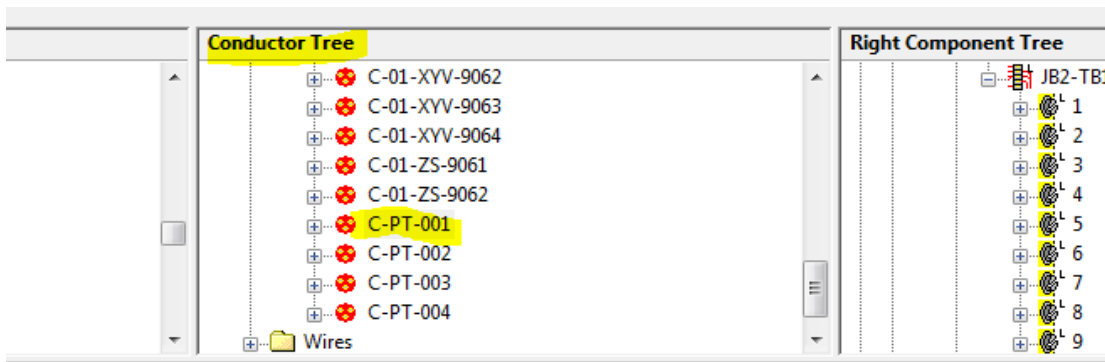 Conductor Tree
C-01-XYV-9062
C-01-XYV-9063
C-01-XYV-9064
C-01-ZS-9061
C-01-ZS-9062
C-PT-001
C-PT-002
C-PT-003
C-PT-004
Wires
Right Component Tree
JB2-TB1
L 1
L 2
L 3
L 4
L 5
L 6
L 7
L 8
L 9